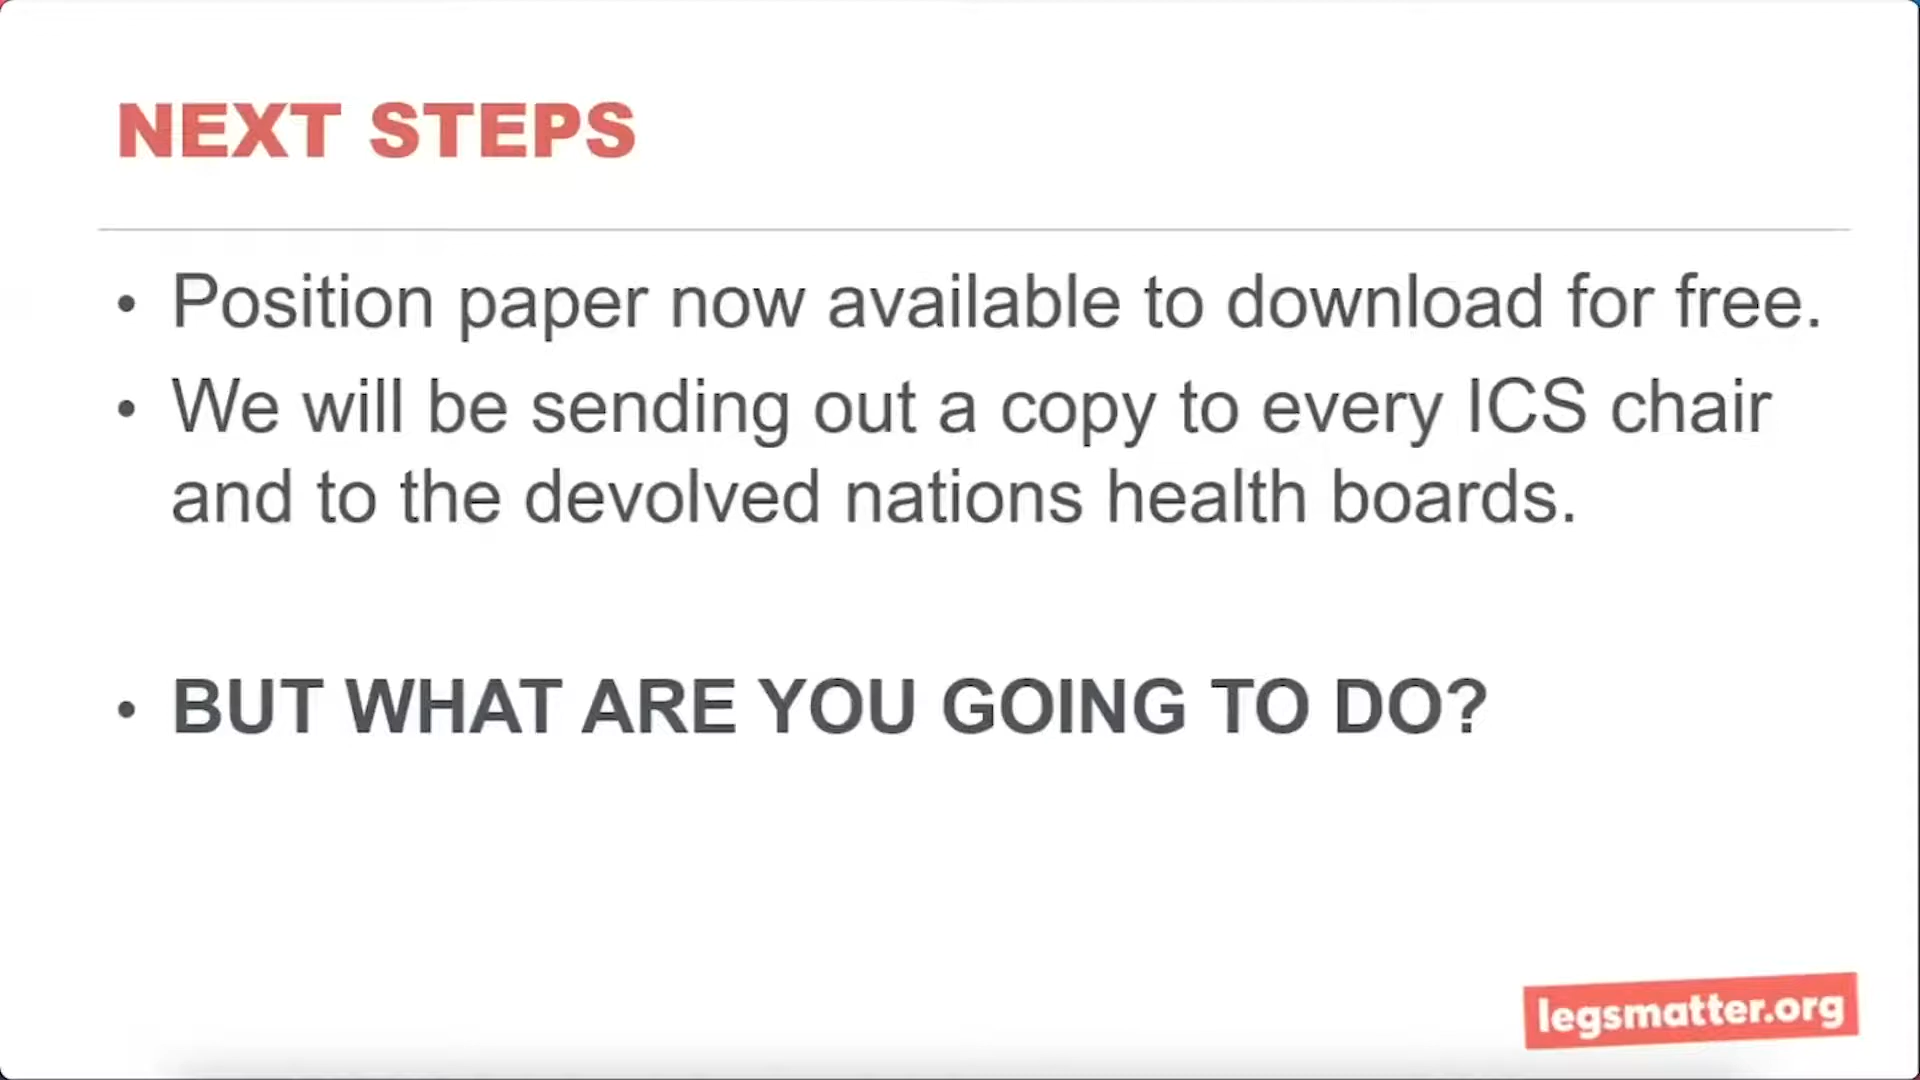 NEXT STEPS
• Position paper now available to download for free.
• We will be sending out a copy to every ICS chair
and to the devolved nations health boards.
• BUT WHAT ARE YOU GOING TO DO?
legsmatter.org